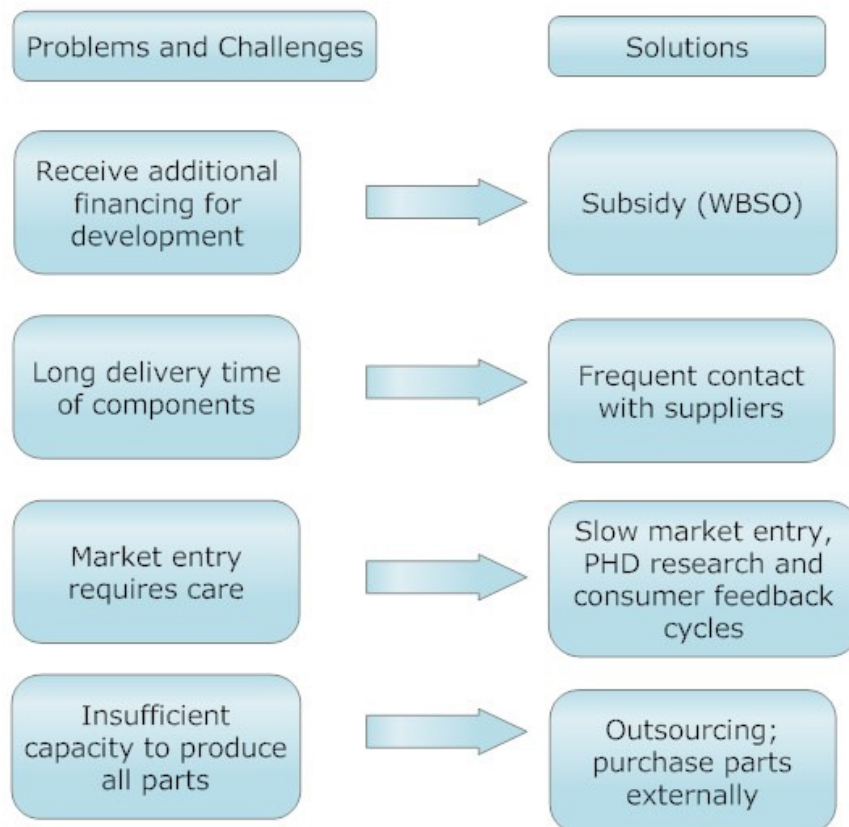 Problems and Challenges
Solutions
Receive additional
financing for
development
Subsidy (WBSO)
Long delivery time
of components
Frequent contact
with suppliers
Market entry
requires care
Slow market entry,
PHD research and
consumer feedback
cycles
Insufficient
capacity to produce
all parts
Outsourcing;
purchase parts
externally